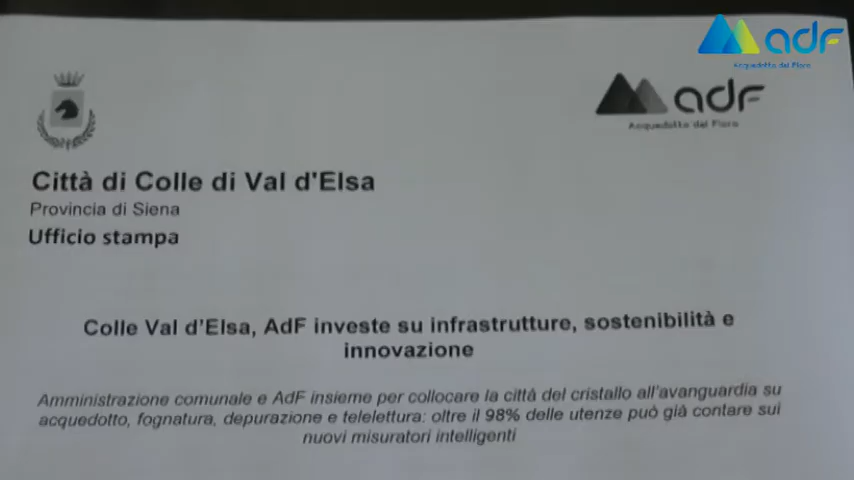 adf
Acquedotto del Fiora
adf
Acquedotto del Fiora
Città di Colle di Val d'Elsa
Provincia di Siena
Ufficio stampa
Colle Val d'Elsa, AdF investe su infrastrutture, sostenibilità e
innovazione
Amministrazione comunale e AdF insieme per collocare la città del cristallo all'avanguardia su
acquedotto, fognatura, depurazione e telelettura: oltre il 98% delle utenze può già contare sui
nuovi misuratori intelligenti